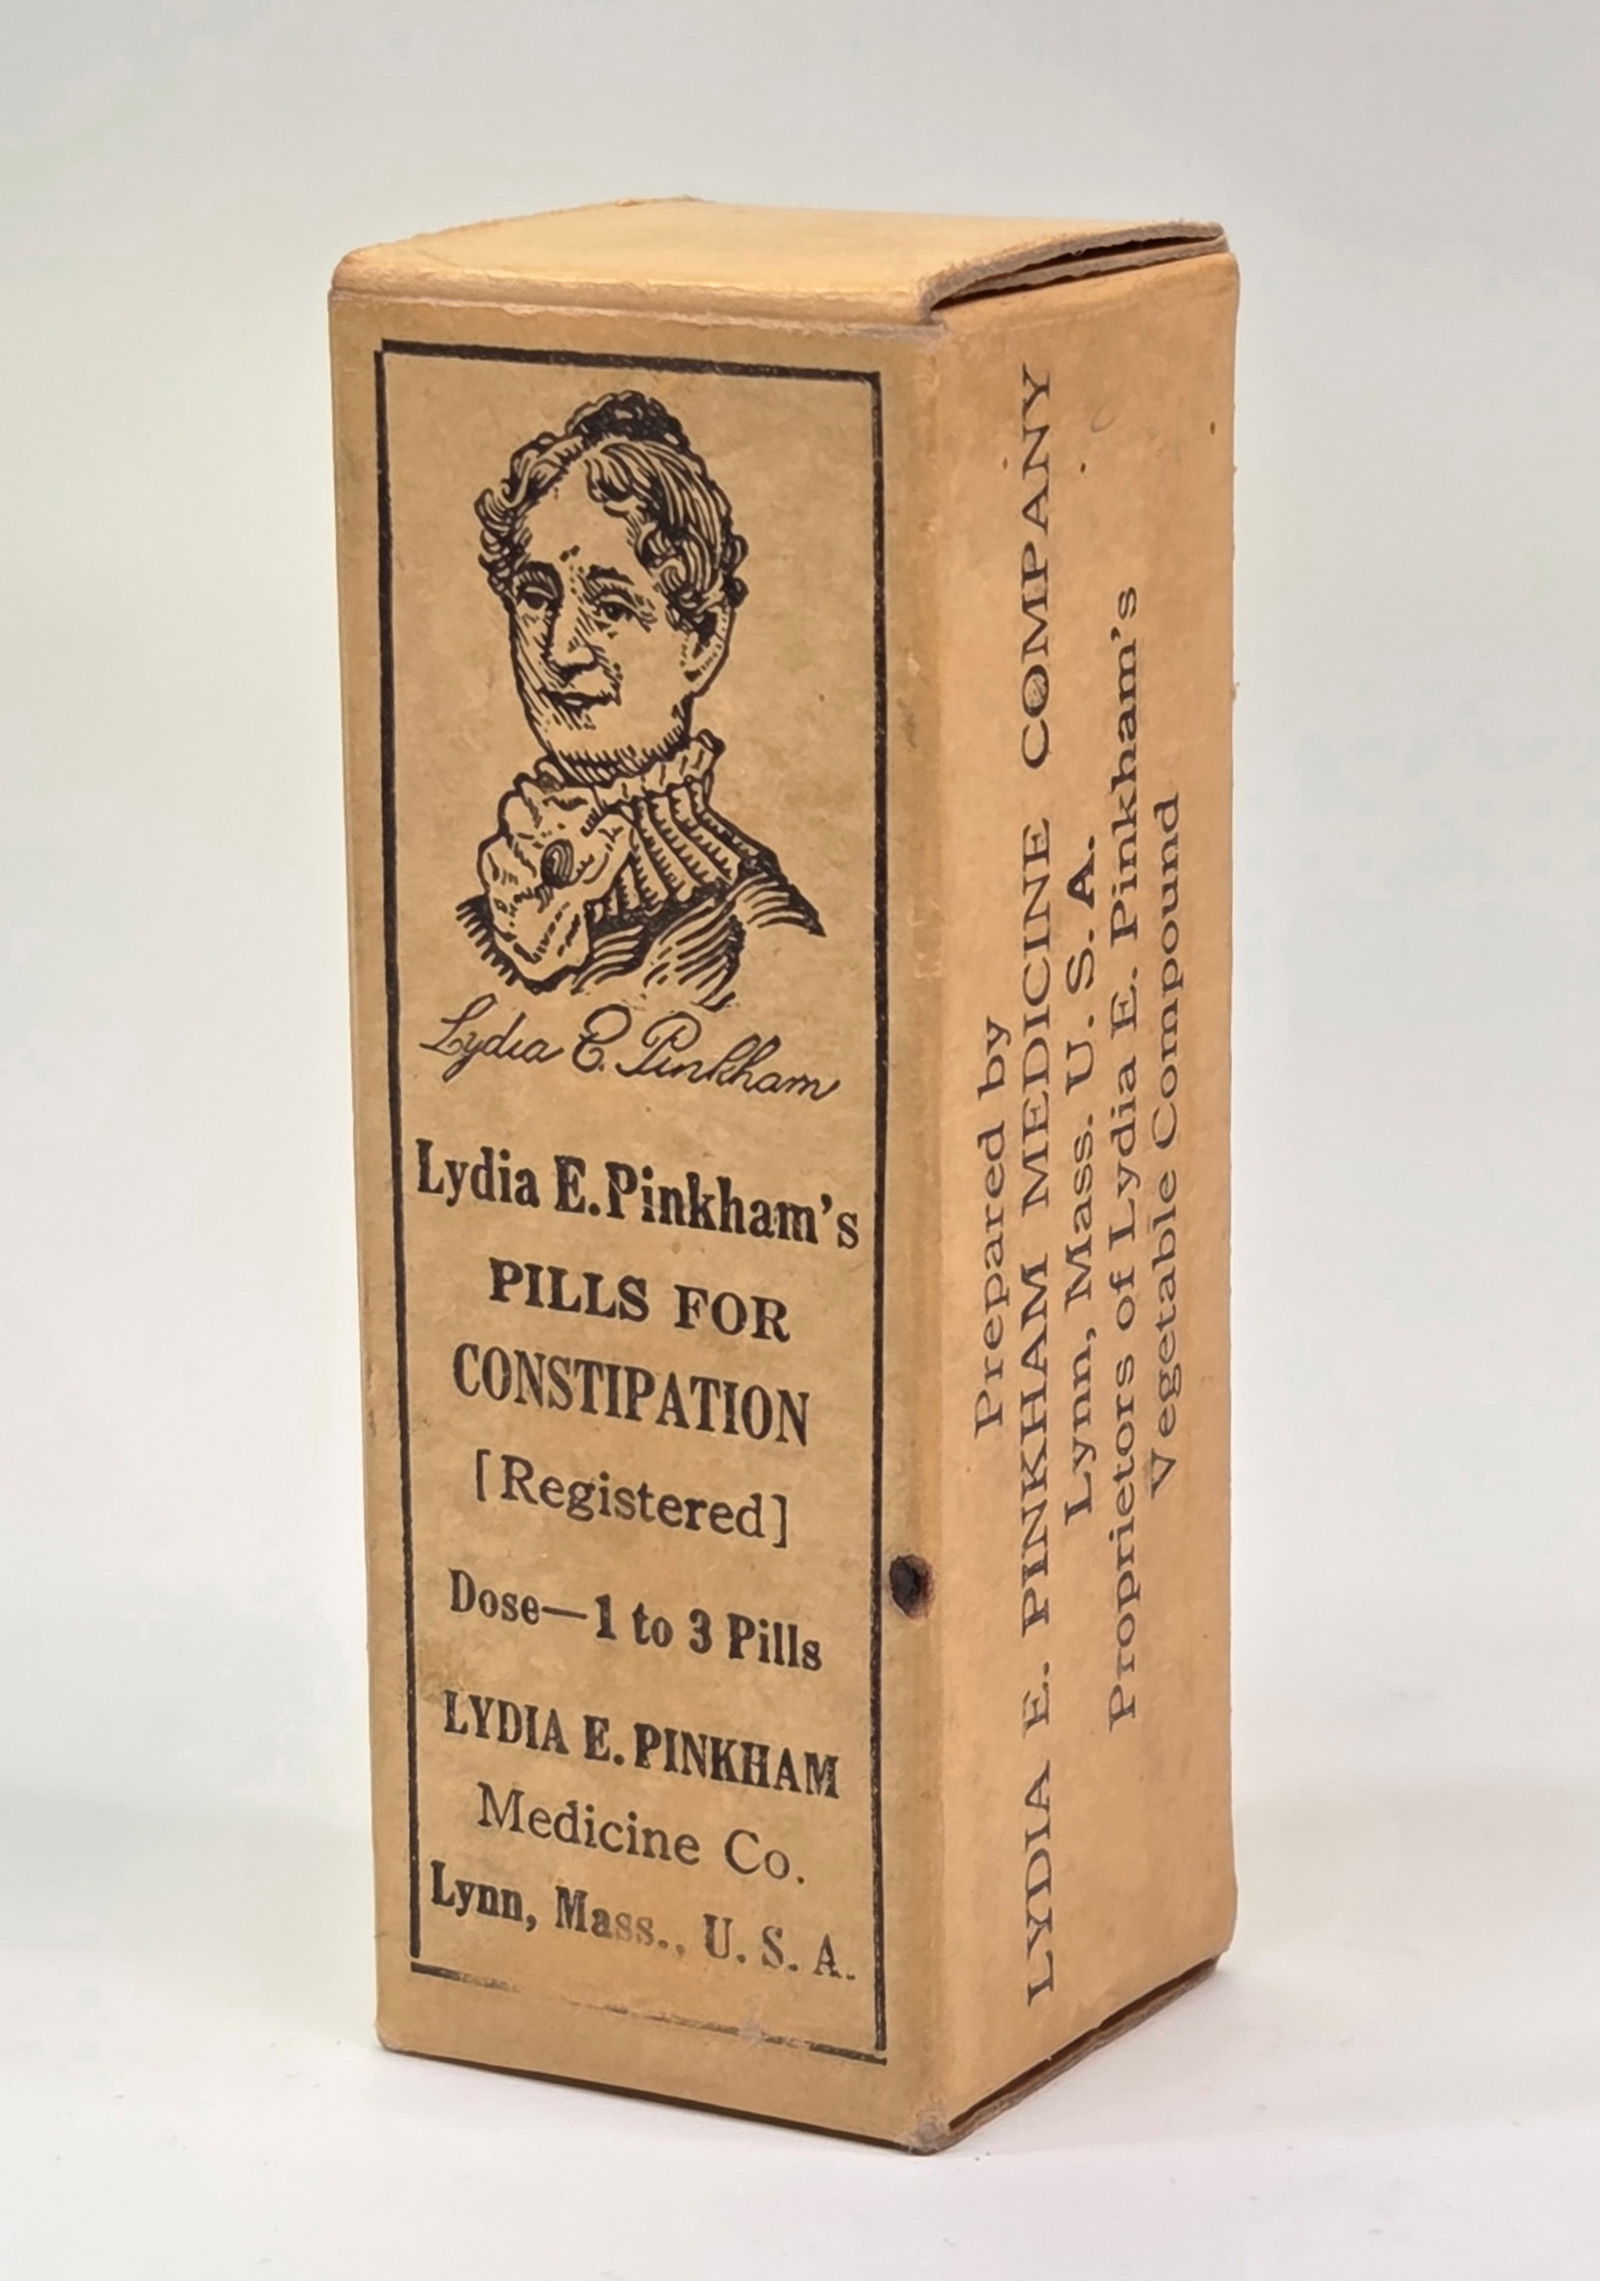 Lydia E. Pinkham
Lydia E. Pinkham's
PILLS FOR
CONSTIPATION
[Registered]
Dose—1 to 3 Pills
LYDIA E. PINKHAM
Medicine Co.
Lynn, Mass., U. S. A.
Prepared by
LYDIA E. PINKHAM MEDICINE COMPANY
Lynn, Mass. U. S. A.
Proprietors of Lydia E. Pinkham's
Vegetable Compound